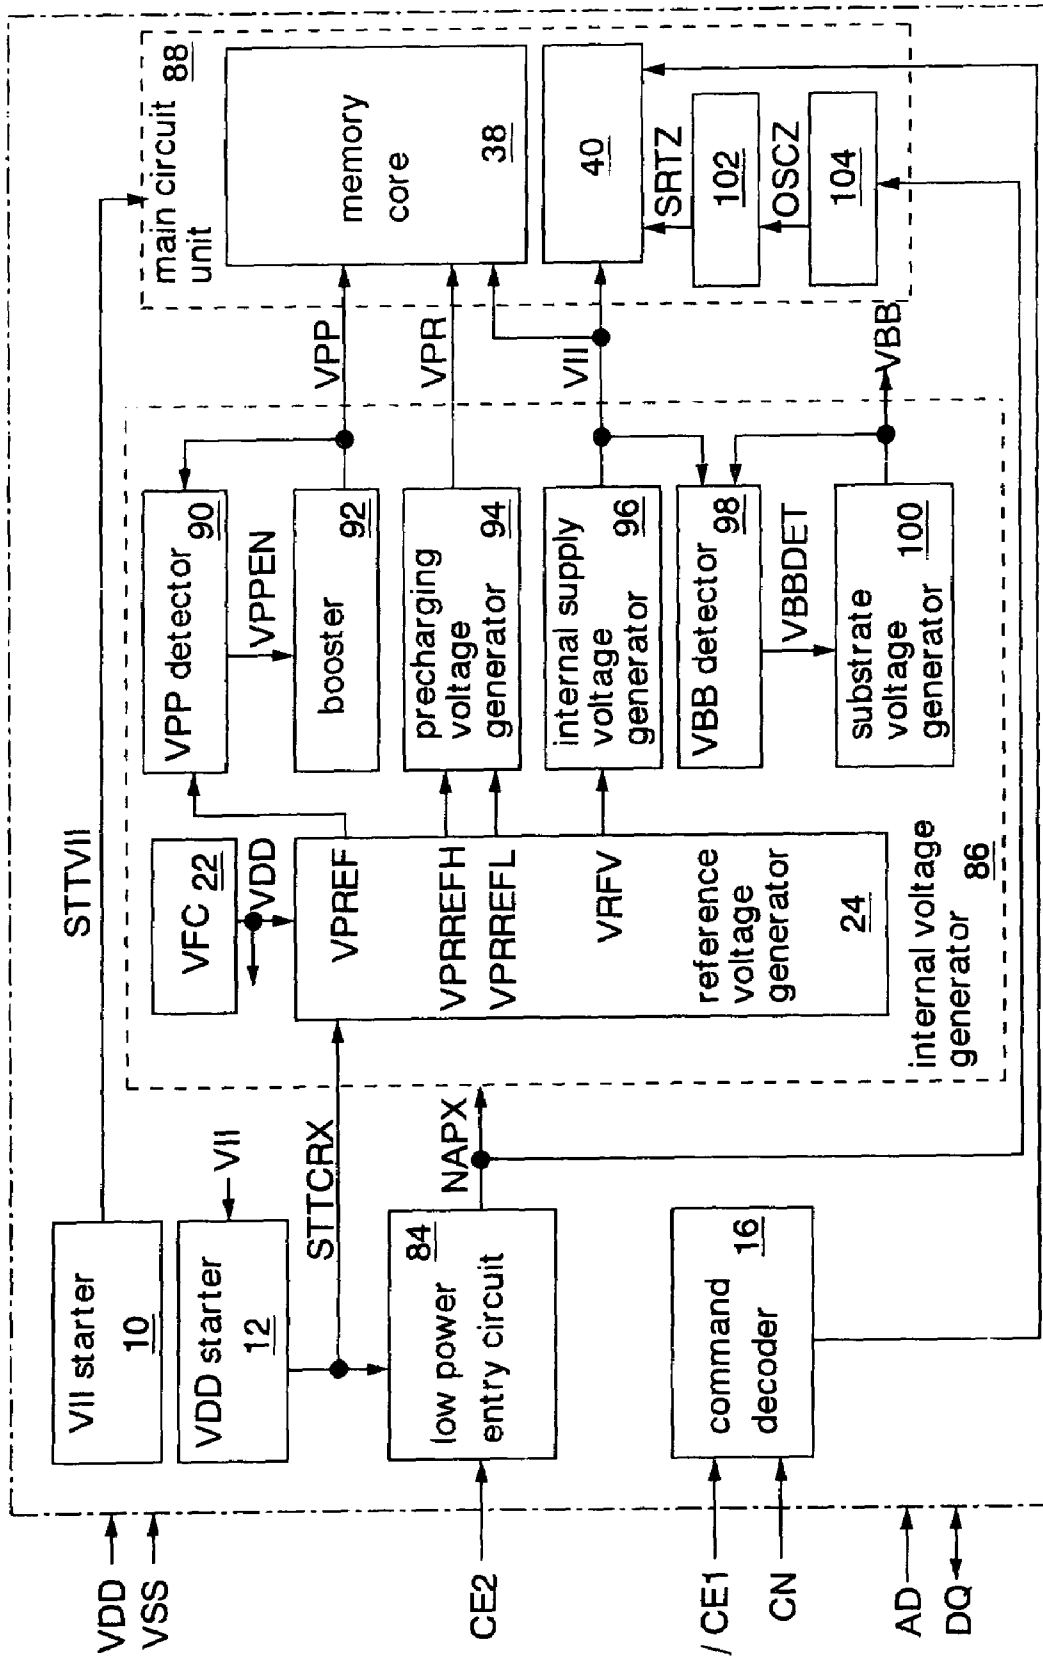 VDD
VSS
CE2
/ CE1
CN
AD
DQ
VII starter
10
VDD starter
12
VII
low power
entry circuit
84
command
decoder
16
STTVII
STTCRX
NAPX
VFC 22
VDD
VPREF
VPRREFH
VPRREFL
VRFV
reference
voltage
generator
24
internal voltage
generator 86
VPP detector
90
VPPEN
booster
92
precharging
voltage
generator
94
internal supply
voltage
generator
96
VBB detector
98
VBBDET
substrate
voltage
generator
100
VPP
VPR
VII
VBB
main circuit
unit
88
memory
core
38
40
SRTZ
102
OSCZ
104